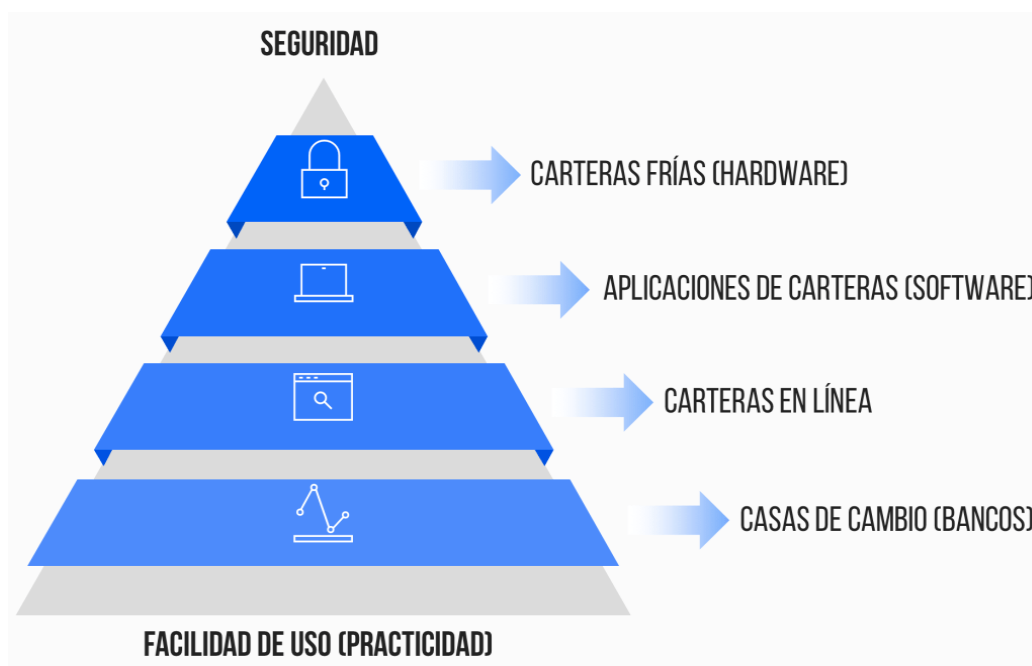 SEGURIDAD
CARTERAS FRÍAS (HARDWARE)
APLICACIONES DE CARTERAS (SOFTWARE)
CARTERAS EN LÍNEA
CASAS DE CAMBIO (BANCOS)
FACILIDAD DE USO (PRACTICIDAD)